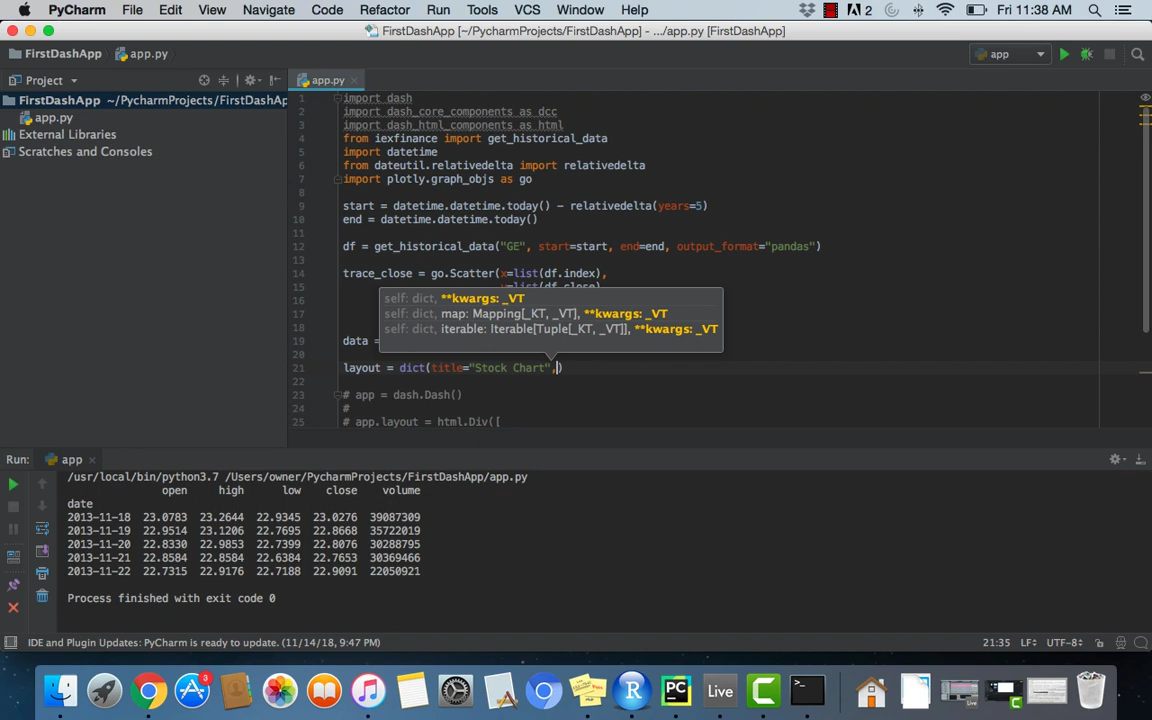 PyCharm File Edit View Navigate Code Refactor Run Tools VCS Window Help 2 Fri 11:38 AM
FirstDashApp [~/PycharmProjects/FirstDashApp] - .../app.py [FirstDashApp]
FirstDashApp app.py app
Project app.py
FirstDashApp ~/PycharmProjects/FirstDashAp
app.py
External Libraries
Scratches and Consoles
1 import dash
2 import dash_core_components as dcc
3 import dash_html_components as html
4 from iexfinance import get_historical_data
5 import datetime
6 from dateutil.relativedelta import relativedelta
7 import plotly.graph_objs as go
8
9 start = datetime.datetime.today() - relativedelta(years=5)
10 end = datetime.datetime.today()
11
12 df = get_historical_data("GE", start=start, end=end, output_format="pandas")
13
14 trace_close = go.Scatter(x=list(df.index),
15 y=list(df.close),
16 self: dict, **kwargs: _VT
17 self: dict, map: Mapping[_KT, _VT], **kwargs: _VT
18 self: dict, iterable: Iterable[Tuple[_KT, _VT]], **kwargs: _VT
19 data =
20
21 layout = dict(title="Stock Chart",)
22
23 # app = dash.Dash()
24 #
25 # app.layout = html.Div([
Run: app
/usr/local/bin/python3.7 /Users/owner/PycharmProjects/FirstDashApp/app.py
open high low close volume
date
2013-11-18 23.0783 23.2644 22.9345 23.0276 39087309
2013-11-19 22.9514 23.1206 22.7695 22.8668 35722019
2013-11-20 22.8330 22.9853 22.7399 22.8076 30288795
2013-11-21 22.8584 22.8584 22.6384 22.7653 30369466
2013-11-22 22.7315 22.9176 22.7188 22.9091 22050921
Process finished with exit code 0
IDE and Plugin Updates: PyCharm is ready to update. (11/14/18, 9:47 PM) 21:35 LF÷ UTF-8÷
3 R PC Live C >_ Live C